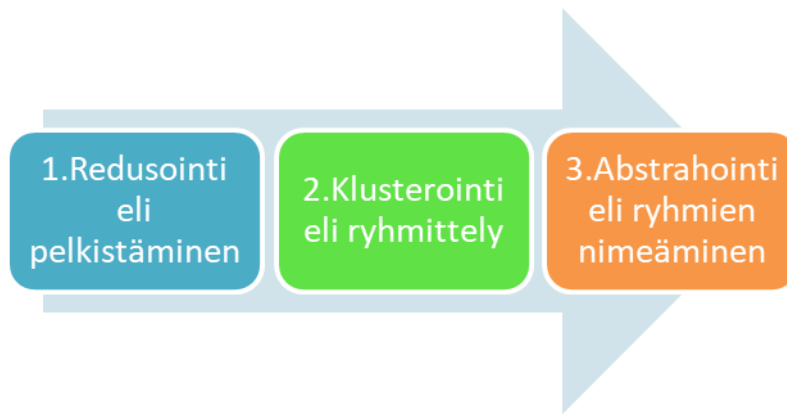 1.Redusointi
eli
pelkistäminen
2.Klusterointi
eli ryhmittely
3.Abstrahointi
eli ryhmien
nimeäminen